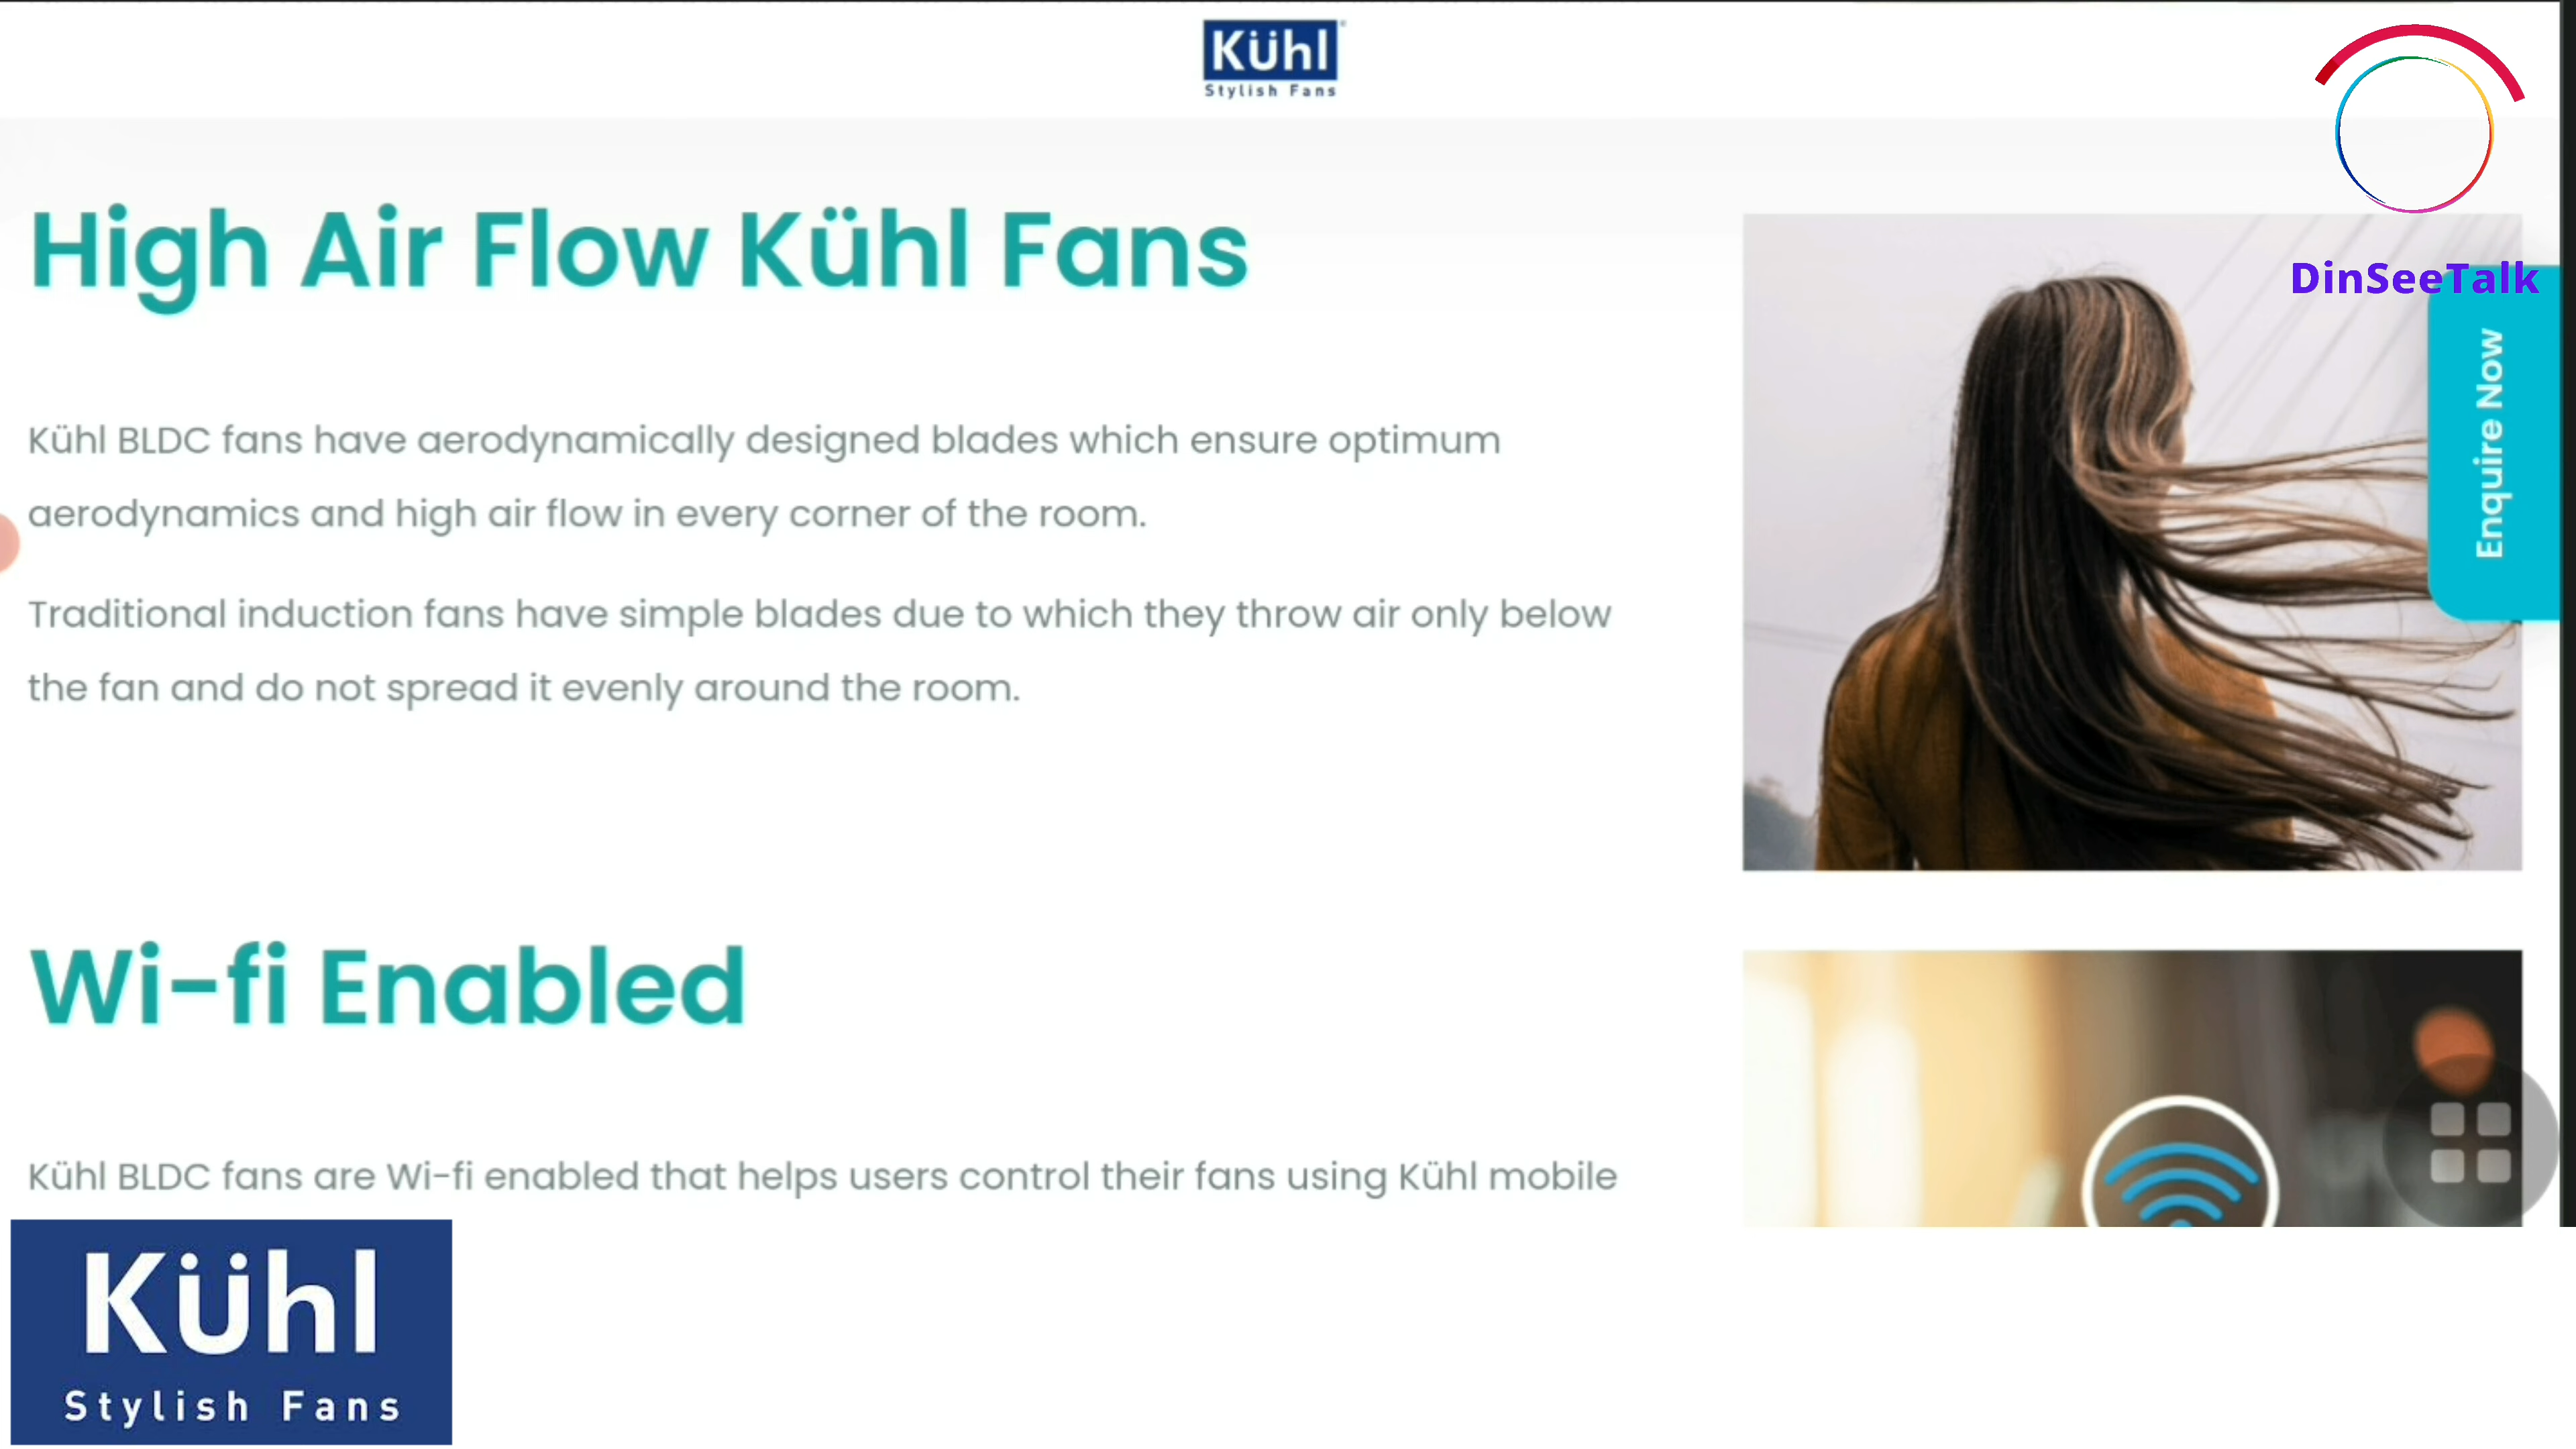 Kühl
Stylish Fans
DinSeeTalk
High Air Flow Kühl Fans
Enquire Now
Kühl BLDC fans have aerodynamically designed blades which ensure optimum
aerodynamics and high air flow in every corner of the room.
Traditional induction fans have simple blades due to which they throw air only below
the fan and do not spread it evenly around the room.
Wi-fi Enabled
Kühl BLDC fans are Wi-fi enabled that helps users control their fans using Kühl mobile
Kühl
Stylish Fans